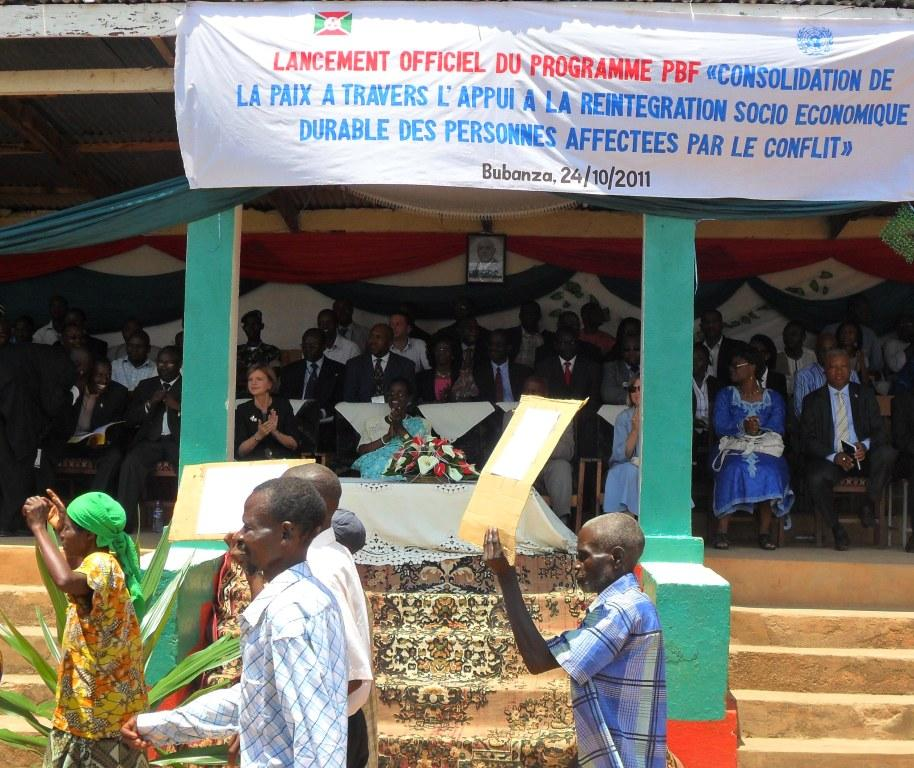 LANCEMENT OFFICIEL DU PROGRAMME PBF «CONSOLIDATION DE
LA PAIX A TRAVERS L'APPUI A LA REINTEGRATION SOCIO ECONOMIQUE
DURABLE DES PERSONNES AFFECTEES PAR LE CONFLIT»
Bubanza, 24/10/2011